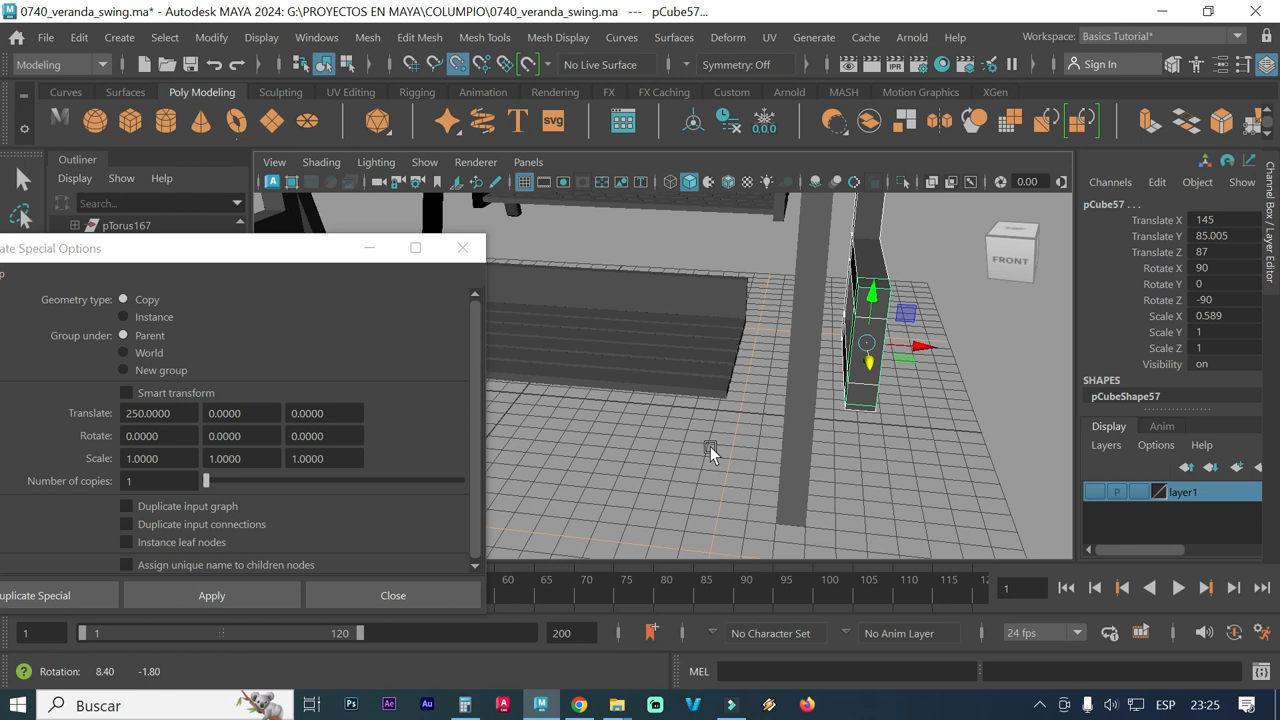 0740_veranda_swing.ma* - Autodesk MAYA 2024: G:\PROYECTOS EN MAYA\COLUMPIO\0740_veranda_swing.ma --- pCube57...
File Edit Create Select Modify Display Windows Mesh Edit Mesh Mesh Tools Mesh Display Curves Surfaces Deform UV Generate Cache Arnold Help Workspace: Basics Tutorial*
Modeling No Live Surface Symmetry: Off Sign In
Curves Surfaces Poly Modeling Sculpting UV Editing Rigging Animation Rendering FX FX Caching Custom Arnold MASH Motion Graphics XGen
SVG
0,0,0
Outliner
Display Show Help
Search...
pTorus167
View Shading Lighting Show Renderer Panels
0.00
FRONT
Channels Edit Object Show
pCube57 . . .
Translate X 145
Translate Y 85.005
Translate Z 87
Rotate X 90
Rotate Y 0
Rotate Z -90
Scale X 0.589
Scale Y 1
Scale Z 1
Visibility on
SHAPES
pCubeShape57
Display Anim
Layers Options Help
P layer1
Channel Box / Layer Editor
ate Special Options
p
Geometry type: Copy
Instance
Group under: Parent
World
New group
Smart transform
Translate: 250.0000 0.0000 0.0000
Rotate: 0.0000 0.0000 0.0000
Scale: 1.0000 1.0000 1.0000
Number of copies: 1
Duplicate input graph
Duplicate input connections
Instance leaf nodes
Assign unique name to children nodes
uplicate Special Apply Close
60 65 70 75 80 85 90 95 100 105 110 115 12
1
1 1 120 200 No Character Set No Anim Layer 24 fps
Rotation: 8.40 -1.80 MEL
Buscar ESP 23:25